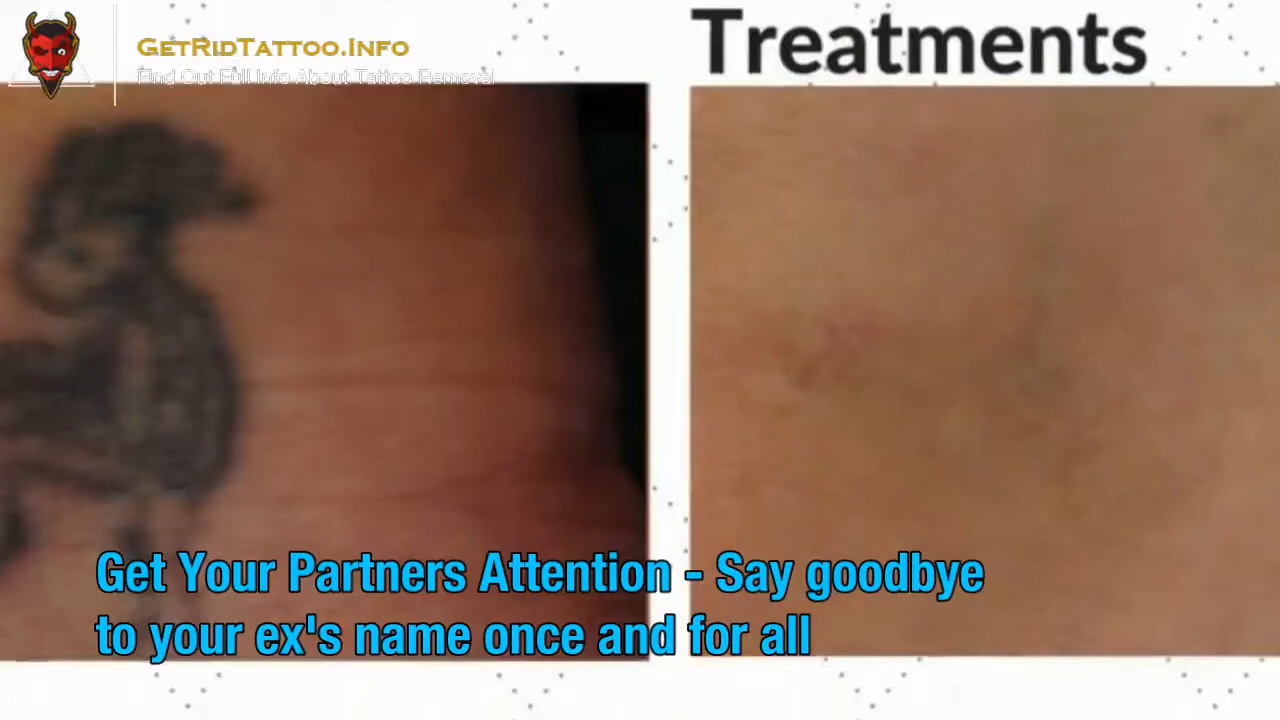 GetRidTattoo.Info
Find Out Full Info About Tattoo Removal
Treatments
Get Your Partners Attention - Say goodbye
to your ex's name once and for all